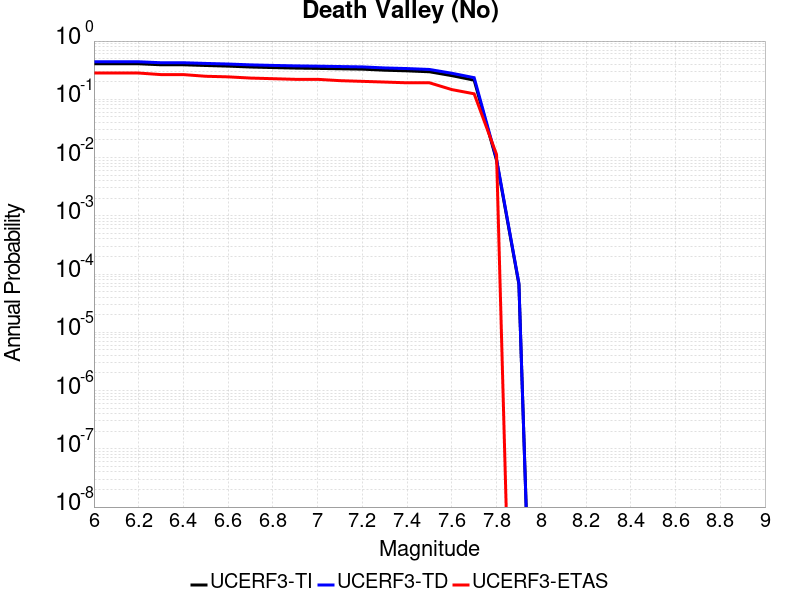 Death Valley (No)
10^0
10^-1
10^-2
10^-3
10^-4
10^-5
10^-6
10^-7
10^-8
Annual Probability
6 6.2 6.4 6.6 6.8 7 7.2 7.4 7.6 7.8 8 8.2 8.4 8.6 8.8 9
Magnitude
UCERF3-TI UCERF3-TD UCERF3-ETAS